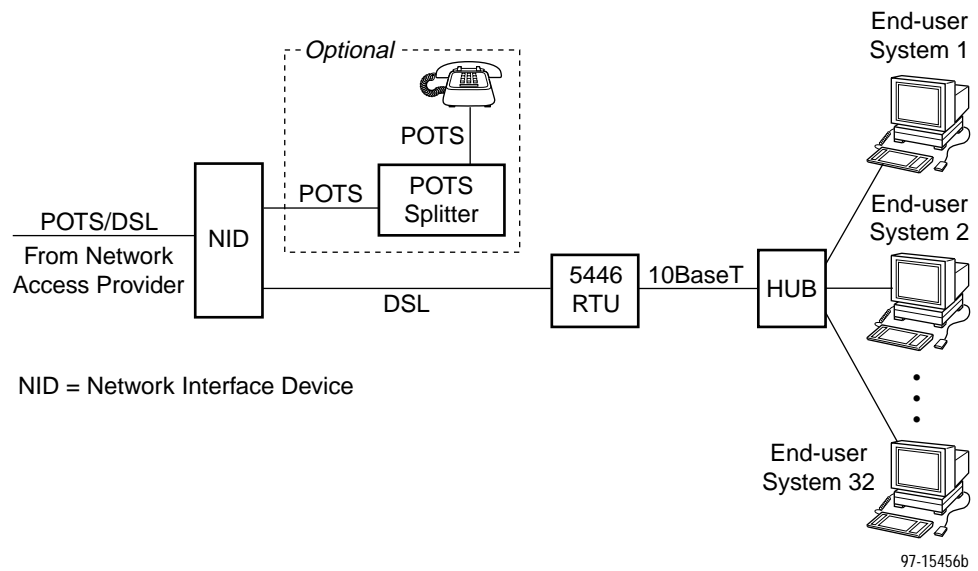 End-user
System 1
Optional
POTS
POTS
POTS
Splitter
POTS/DSL
NID
From Network
Access Provider
End-user
System 2
5446
RTU
10BaseT
HUB
DSL
NID = Network Interface Device
End-user
System 32
97-15456b